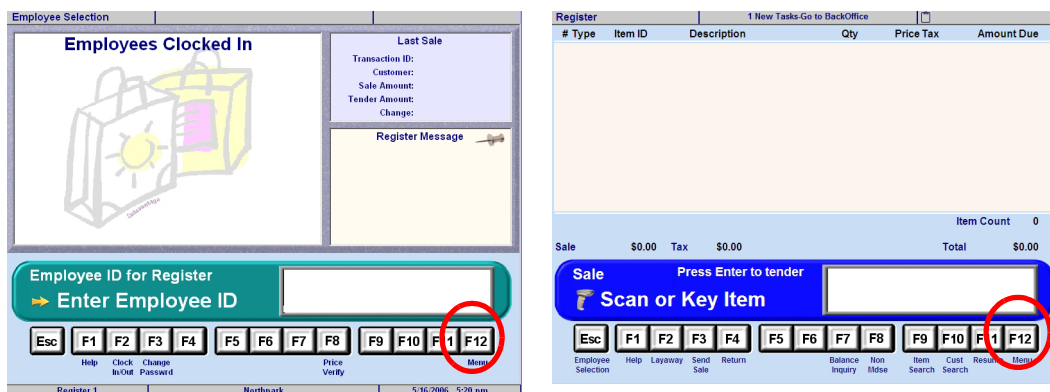 Employee Selection
Employees Clocked In
Last Sale
Transaction ID:
Customer:
Sale Amount:
Tender Amount:
Change:
Register Message
Employee ID for Register
Enter Employee ID
Esc F1 F2 F3 F4 F5 F6 F7 F8 F9 F10 F11 F12
Help Clock In/Out Change Passwrd Price Verify Menu
Register 1 Northpark 5/16/2006 5:20 pm
Register 1 New Tasks-Go to BackOffice
# Type Item ID Description Qty Price Tax Amount Due
Item Count 0
Sale $0.00 Tax $0.00 Total $0.00
Sale Press Enter to tender
Scan or Key Item
Esc F1 F2 F3 F4 F5 F6 F7 F8 F9 F10 F11 F12
Employee Selection Help Layaway Send Sale Return Balance Inquiry Non Mdse Item Search Cust Search Resume Menu